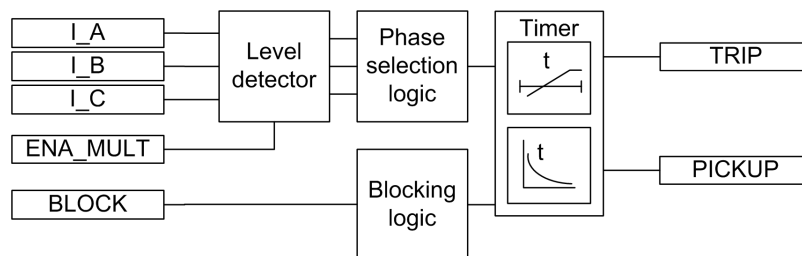 I_A
I_B
I_C
ENA_MULT
BLOCK
Level
detector
Phase
selection
logic
Blocking
logic
Timer
t
t
TRIP
PICKUP